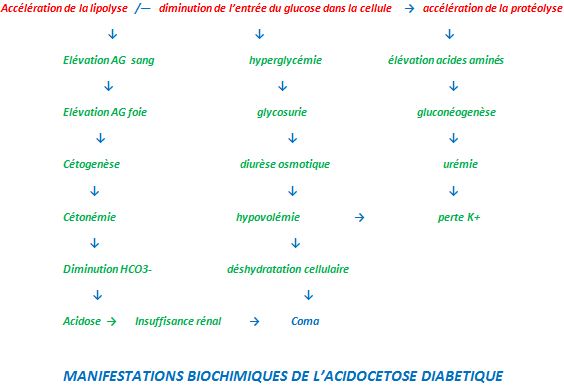 Accélération de la lipolyse /— diminution de l'entrée du glucose dans la cellule → accélération de la protéolyse
↓ ↓ ↓
Elévation AG sang hyperglycémie élévation acides aminés
↓ ↓ ↓
Elévation AG foie glycosurie gluconéogenèse
↓ ↓ ↓
Cétogenèse diurèse osmotique urémie
↓ ↓ ↓
Cétonémie hypovolémie → perte K+
↓ ↓
Diminution HCO3- déshydratation cellulaire
↓ ↓
Acidose → Insuffisance rénal → Coma
MANIFESTATIONS BIOCHIMIQUES DE L'ACIDOCETOSE DIABETIQUE